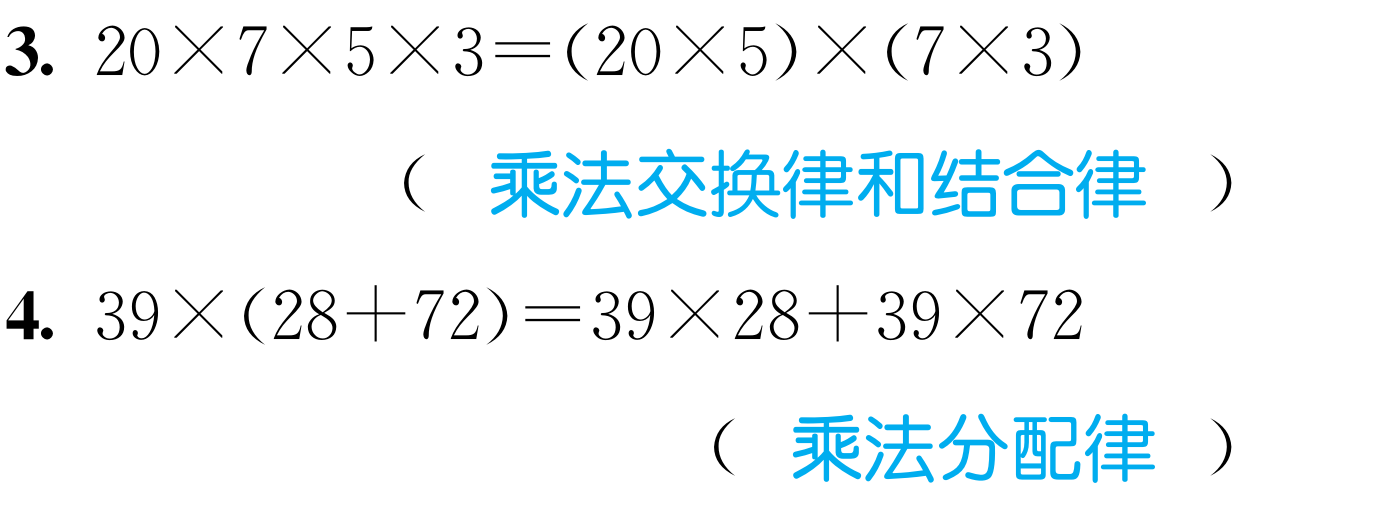 3. 20×7×5×3=(20×5)×(7×3)
( 乘法交换律和结合律 )
4. 39×(28+72)=39×28+39×72
( 乘法分配律 )